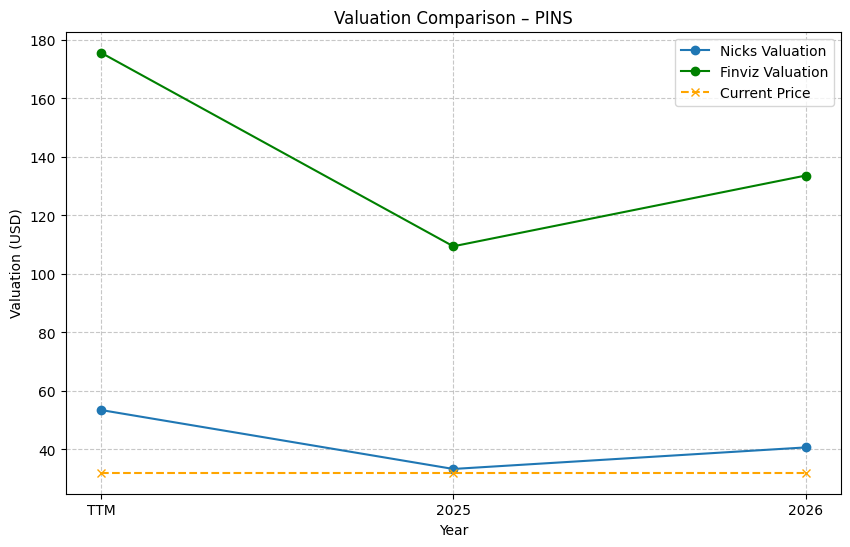 Valuation Comparison – PINS
Nicks Valuation
Finviz Valuation
Current Price
Valuation (USD)
180
160
140
120
100
80
60
40
TTM
2025
2026
Year